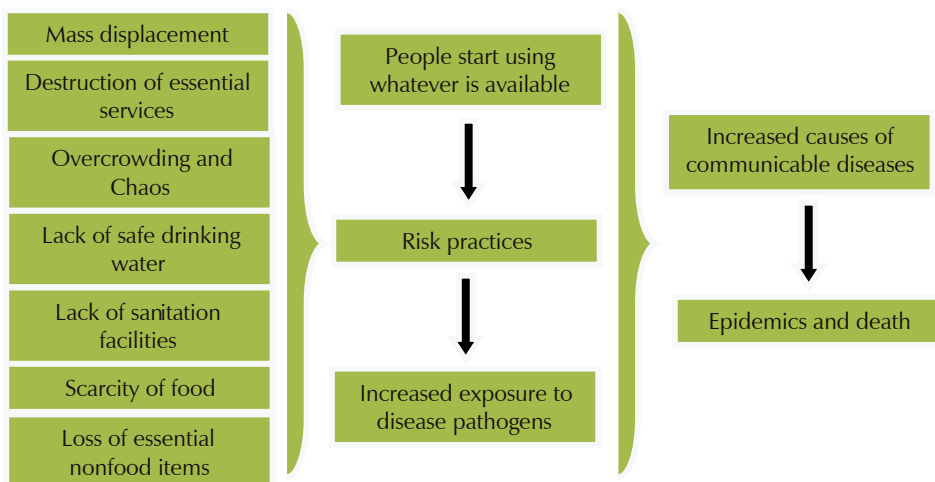 Mass displacement
Destruction of essential
services
Overcrowding and
Chaos
Lack of safe drinking
water
Lack of sanitation
facilities
Scarcity of food
Loss of essential
nonfood items
People start using
whatever is available
Risk practices
Increased exposure to
disease pathogens
Increased causes of
communicable diseases
Epidemics and death